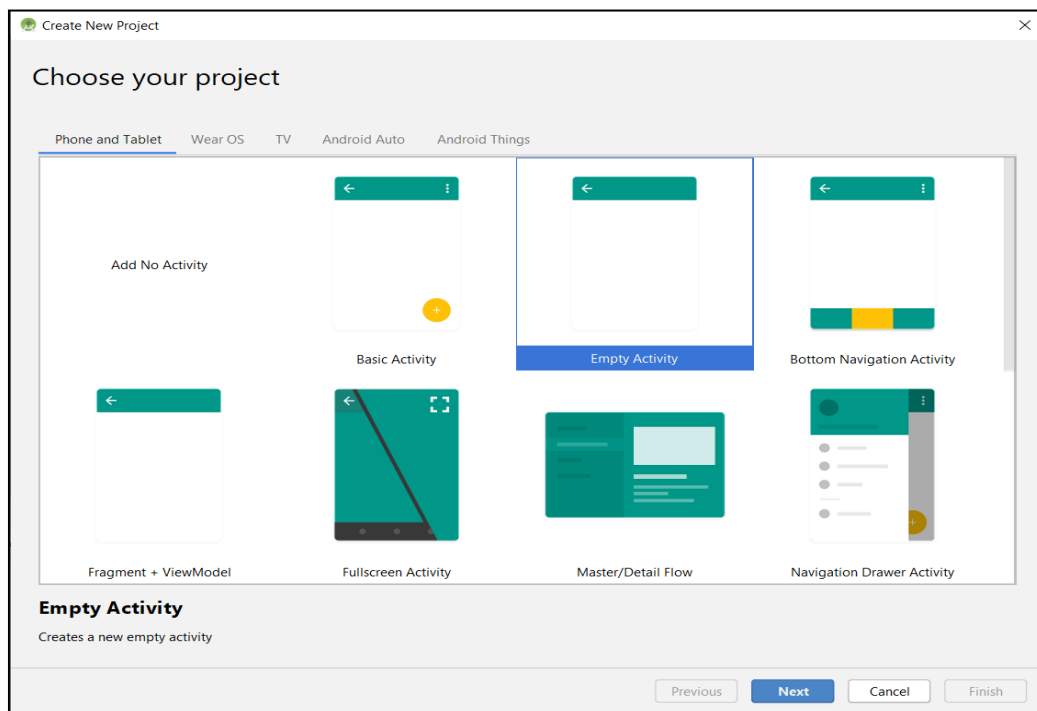 Create New Project
Choose your project
Phone and Tablet Wear OS TV Android Auto Android Things
Add No Activity
Basic Activity
Empty Activity
Bottom Navigation Activity
Fragment + ViewModel
Fullscreen Activity
Master/Detail Flow
Navigation Drawer Activity
Empty Activity
Creates a new empty activity
Previous Next Cancel Finish